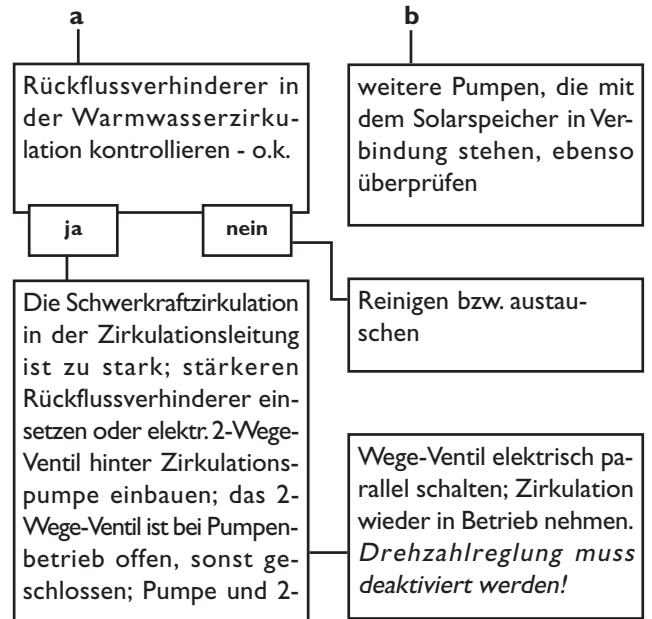 a
Rückflussverhinderer in
der Warmwasserzirku-
lation kontrollieren - o.k.
ja
nein
Die Schwerkraftzirkulation
in der Zirkulationsleitung
ist zu stark; stärkeren
Rückflussverhinderer ein-
setzen oder elektr. 2-Wege-
Ventil hinter Zirkulations-
pumpe einbauen; das 2-
Wege-Ventil ist bei Pumpen-
betrieb offen, sonst ge-
schlossen; Pumpe und 2-
Wege-Ventil elektrisch pa-
rallel schalten; Zirkulation
wieder in Betrieb nehmen.
Drehzahlreglung muss
deaktiviert werden!
Reinigen bzw. austau-
schen
b
weitere Pumpen, die mit
dem Solarspeicher in Ver-
bindung stehen, ebenso
überprüfen